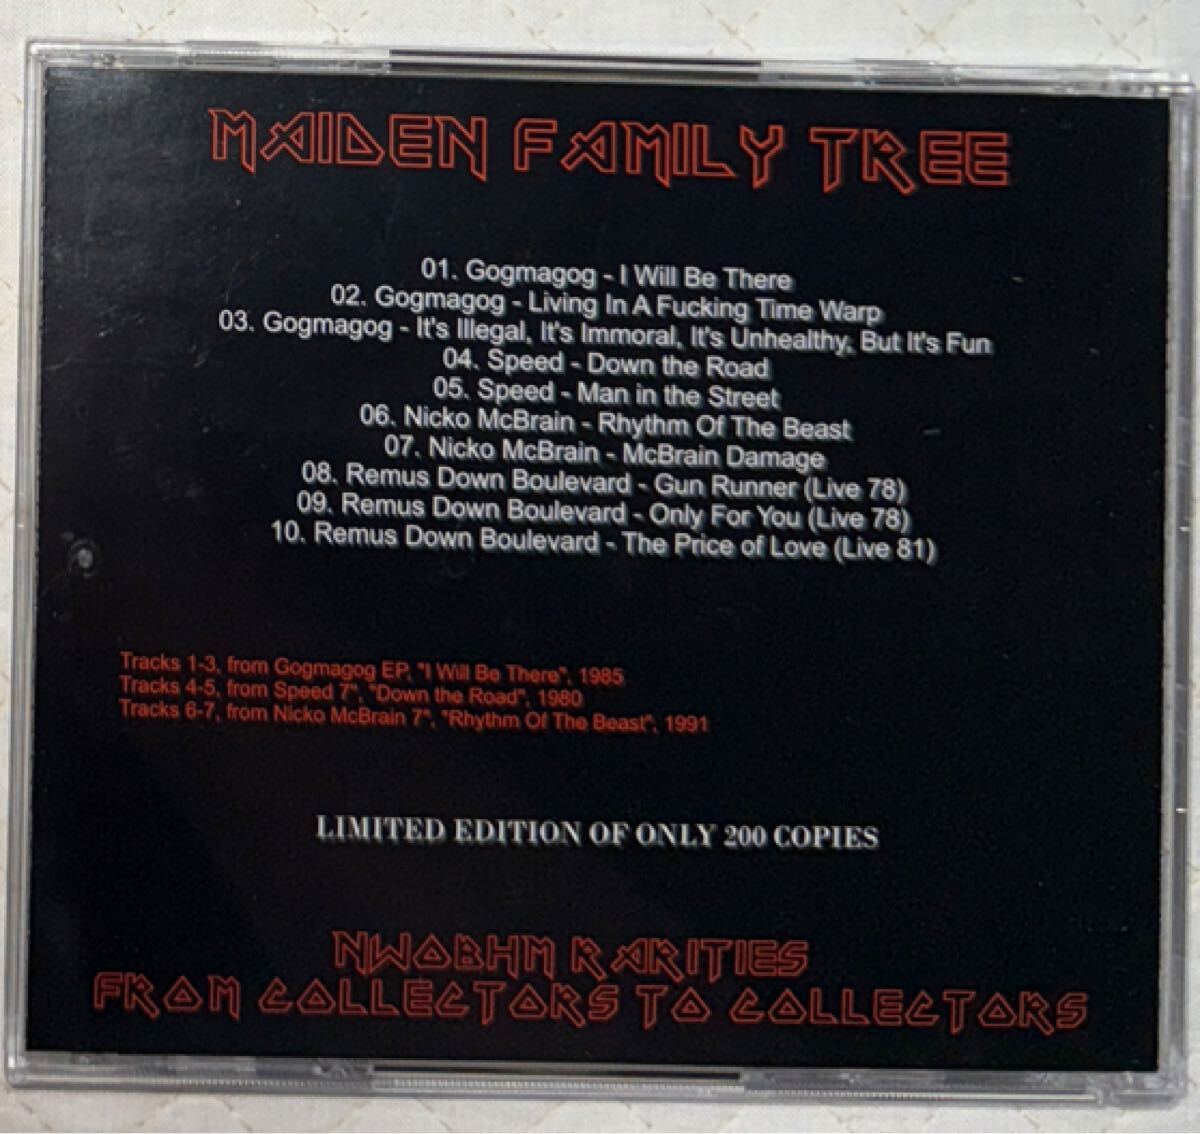 MAIDEN FAMILY TREE
01. Gogmagog - I Will Be There
02. Gogmagog - Living In A Fucking Time Warp
03. Gogmagog - It's Illegal, It's Immoral, It's Unhealthy, But It's Fun
04. Speed - Down the Road
05. Speed - Man in the Street
06. Nicko McBrain - Rhythm Of The Beast
07. Nicko McBrain - McBrain Damage
08. Remus Down Boulevard - Gun Runner (Live 78)
09. Remus Down Boulevard - Only For You (Live 78)
10. Remus Down Boulevard - The Price of Love (Live 81)
Tracks 1-3, from Gogmagog EP, "I Will Be There", 1985
Tracks 4-5, from Speed 7", "Down the Road", 1980
Tracks 6-7, from Nicko McBrain 7", "Rhythm Of The Beast", 1991
LIMITED EDITION OF ONLY 200 COPIES
NWOBHM RARITIES
FROM COLLECTORS TO COLLECTORS